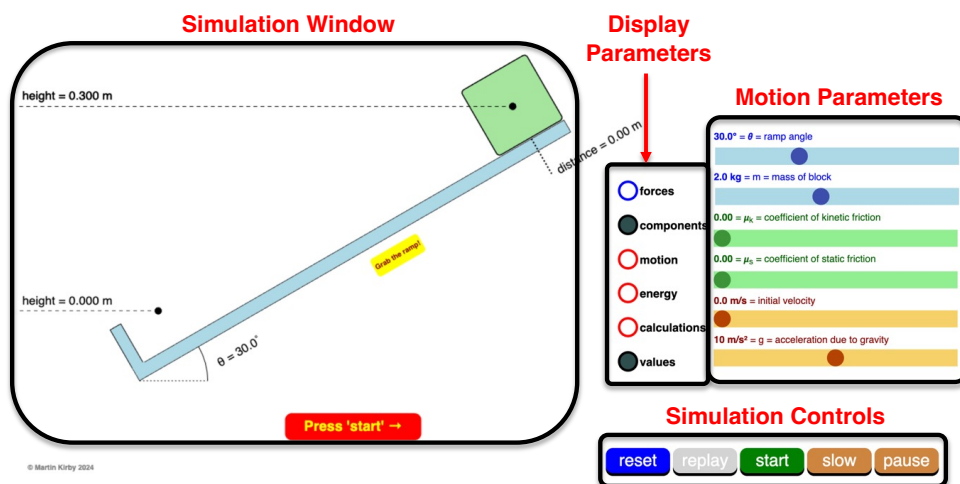 Simulation Window
Display
Parameters
Motion Parameters
height = 0.300 m
distance = 0.00 m
Grab the ramp!
height = 0.000 m
θ = 30.0°
Press 'start' →
© Martin Kirby 2024
forces
components
motion
energy
calculations
values
30.0° = θ = ramp angle
2.0 kg = m = mass of block
0.00 = μk = coefficient of kinetic friction
0.00 = μs = coefficient of static friction
0.0 m/s = initial velocity
10 m/s² = g = acceleration due to gravity
Simulation Controls
reset replay start slow pause